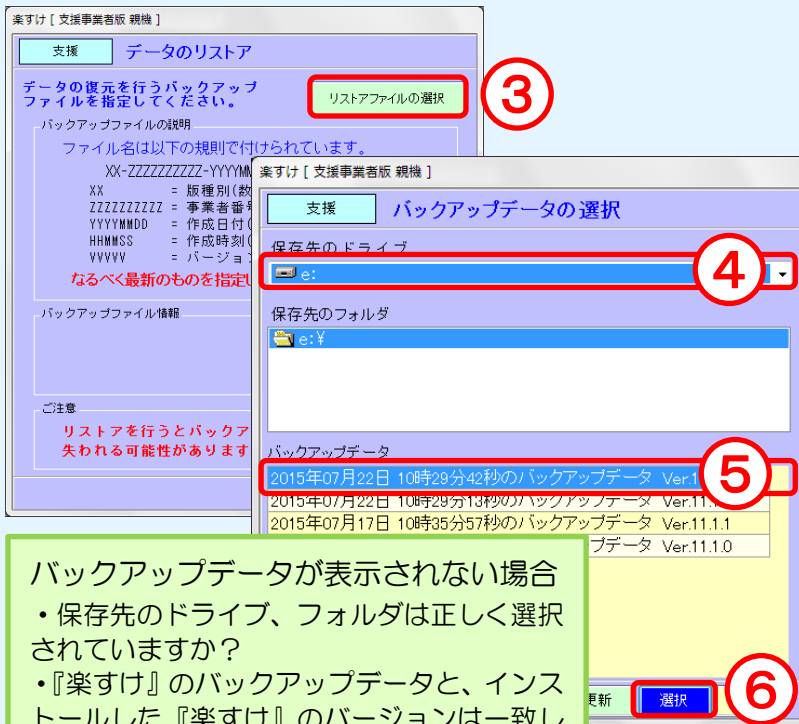 楽すけ [ 支援事業者版 親機 ]
支援
データのリストア
データの復元を行うバックアップ
ファイルを指定してください。
リストアファイルの選択
③
バックアップファイルの説明
ファイル名は以下の規則で付けられています。
XX-ZZZZZZZZZZ-YYYYMM
XX = 版種別(数
ZZZZZZZZZZ = 事業者番号
YYYYMMDD = 作成日付(
HHMMSS = 作成時刻(
VVVVV = バージョン
なるべく最新のものを指定し
バックアップファイル情報
ご注意
リストアを行うとバックア
失われる可能性があります
楽すけ [ 支援事業者版 親機 ]
支援
バックアップデータの選択
保存先のドライブ
e:
④
保存先のフォルダ
e:¥
バックアップデータ
2015年07月22日 10時29分42秒のバックアップデータ Ver.1
⑤
2015年07月22日 10時29分13秒のバックアップデータ Ver.11.1
2015年07月17日 10時35分57秒のバックアップデータ Ver.11.1.1
プデータ Ver.11.1.0
更新
選択
⑥
バックアップデータが表示されない場合
・保存先のドライブ、フォルダは正しく選択
されていますか？
・『楽すけ』のバックアップデータと、インス
トールした『楽すけ』のバージョンは一致し